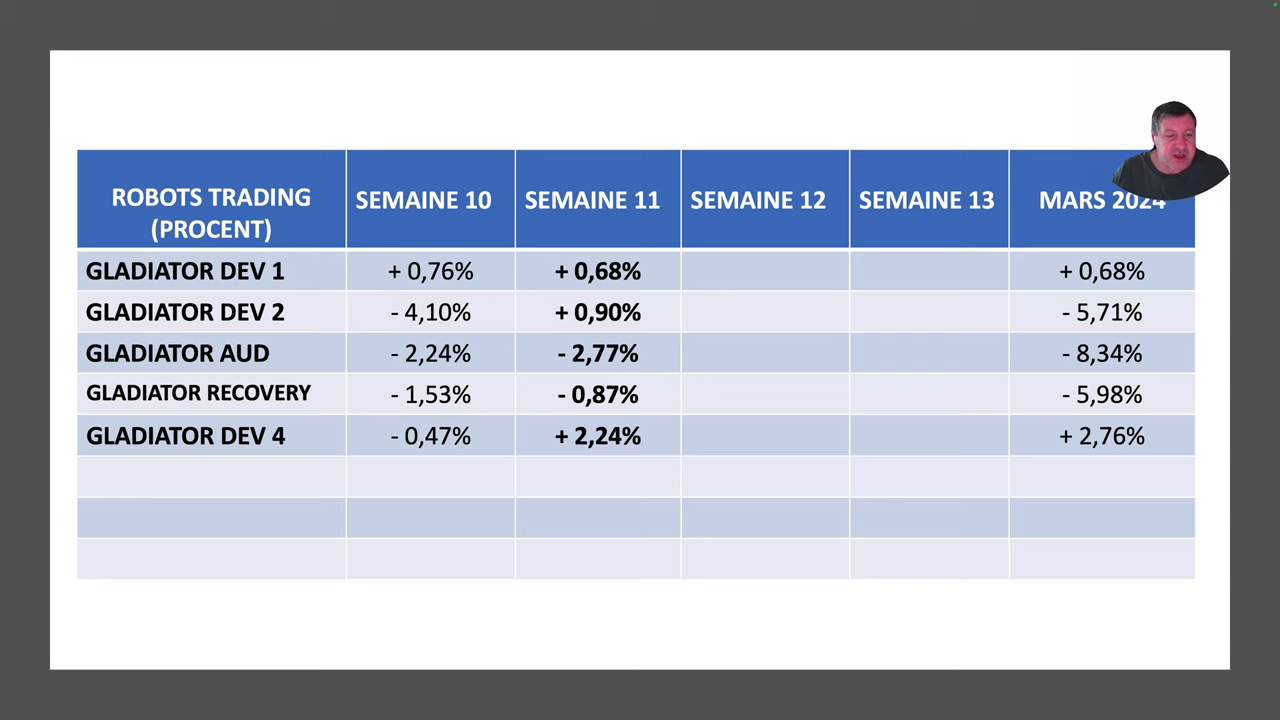 ROBOTS TRADING
(PROCENT)
SEMAINE 10
SEMAINE 11
SEMAINE 12
SEMAINE 13
MARS 2024
GLADIATOR DEV 1 + 0,76% + 0,68% + 0,68%
GLADIATOR DEV 2 - 4,10% + 0,90% - 5,71%
GLADIATOR AUD - 2,24% - 2,77% - 8,34%
GLADIATOR RECOVERY - 1,53% - 0,87% - 5,98%
GLADIATOR DEV 4 - 0,47% + 2,24% + 2,76%